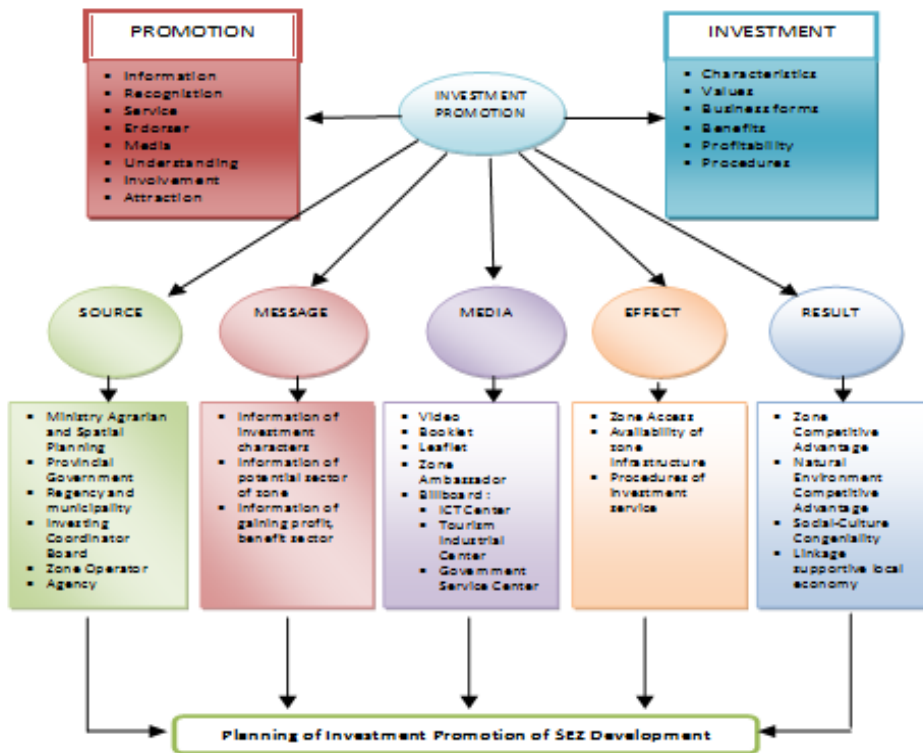 PROMOTION
Information
Recognistion
Service
Erdorser
Media
Understanding
Involvement
Attraction
INVESTMENT
PROMOTION
INVESTMENT
Characteristics
Values
Business forms
Benefits
Profitability
Procedures
SOURCE
MESSAGE
MEDIA
EFFECT
RESULT
Ministry Agrarian
and Spatial
Planning
Provincial
Government
Regency and
municipality
Investing
Coordinator
Board
Zone Operator
Agency
Information of
investment
characters
Information of
potential sector
of zone
Information of
gaining profit,
benefit sector
Video
Booklet
Leaflet
Zone
Ambassador
Billboard :
ICT Center
Tourism
Industrial
Center
Government
Service Center
Zone Access
Availability of
zone
Infrastructure
Procedures of
investment
service
Zone
Competitive
Advantage
Natural
Environment
Competitive
Advantage
Social-Culture
Congeniality
Linkage
supportive local
economy
Planning of Investment Promotion of SEZ Development